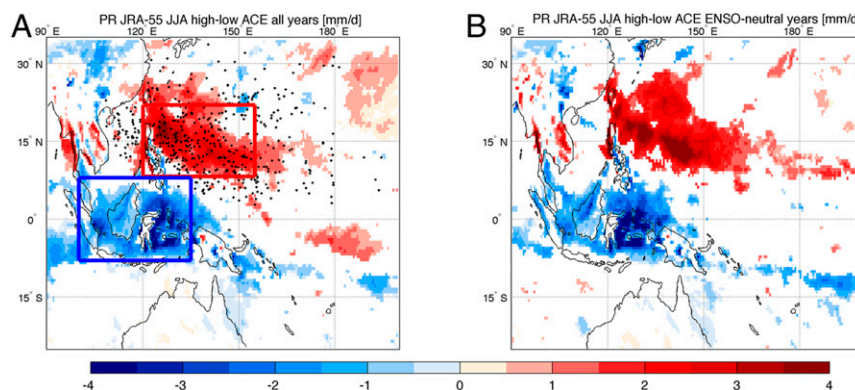 A
PR JRA-55 JJA high-low ACE all years [mm/d]
90° E 120° E 150° E 180° E
30° N
15° N
0°
15° S
B
PR JRA-55 JJA high-low ACE ENSO-neutral years [mm/d]
90° E 120° E 150° E 180° E
30° N
15° N
0°
15° S
-4 -3 -2 -1 0 1 2 3 4